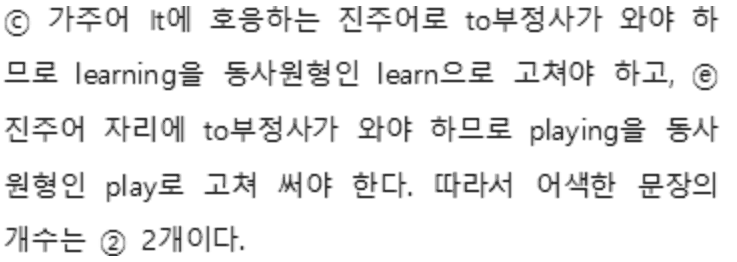 ⓒ 가주어 It에 호응하는 진주어로 to부정사가 와야 하
므로 learning을 동사원형인 learn으로 고쳐야 하고, ⓔ
진주어 자리에 to부정사가 와야 하므로 playing을 동사
원형인 play로 고쳐 써야 한다. 따라서 어색한 문장의
개수는 ② 2개이다.